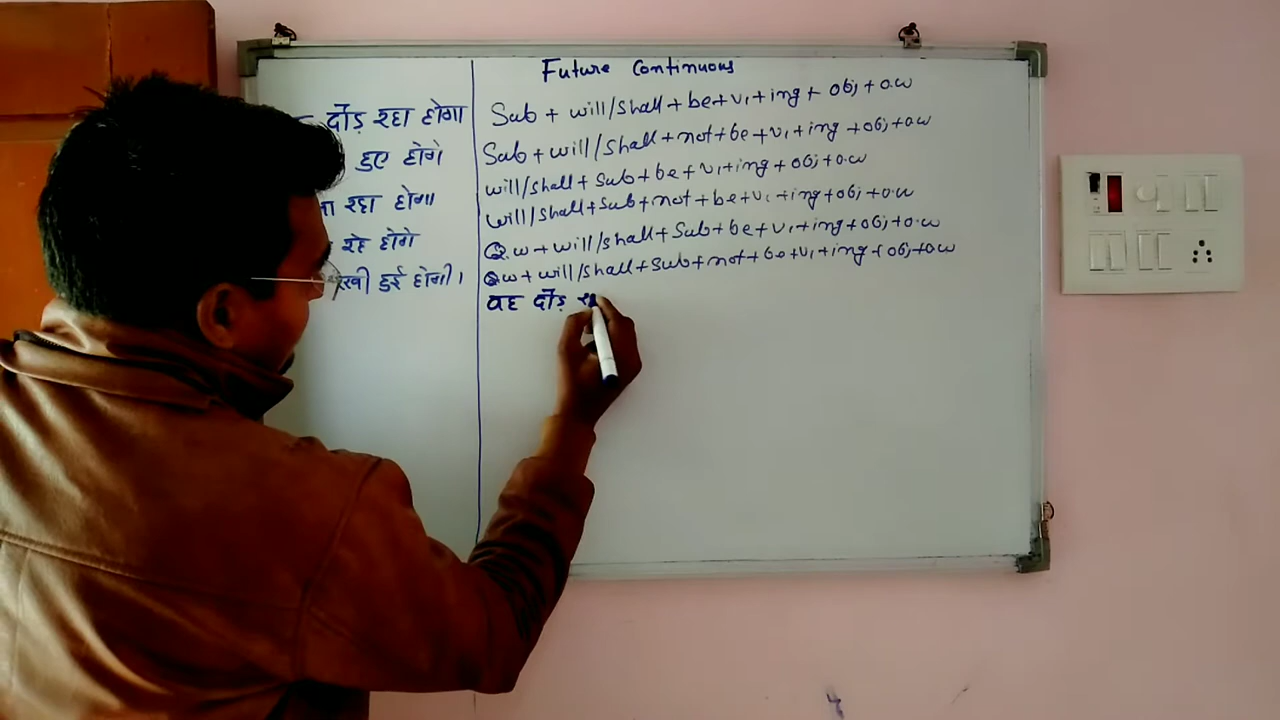 Future Continuous
दौड़ रहा होगा
हुए होंगे
रहा होगा
रहे होंगे
रखी हुई होगी।
Sub + will/shall + be + v₁ + ing + obj + o.w
Sub + will/shall + not + be + v₁ + ing + obj + o.w
will/shall + Sub + be + v₁ + ing + obj + o.w
will/shall + Sub + not + be + v₁ + ing + obj + o.w
Q.w + will/shall + Sub + be + v₁ + ing + obj + o.w
Q.w + will/shall + Sub + not + be + v₁ + ing + obj + o.w
वह दौड़